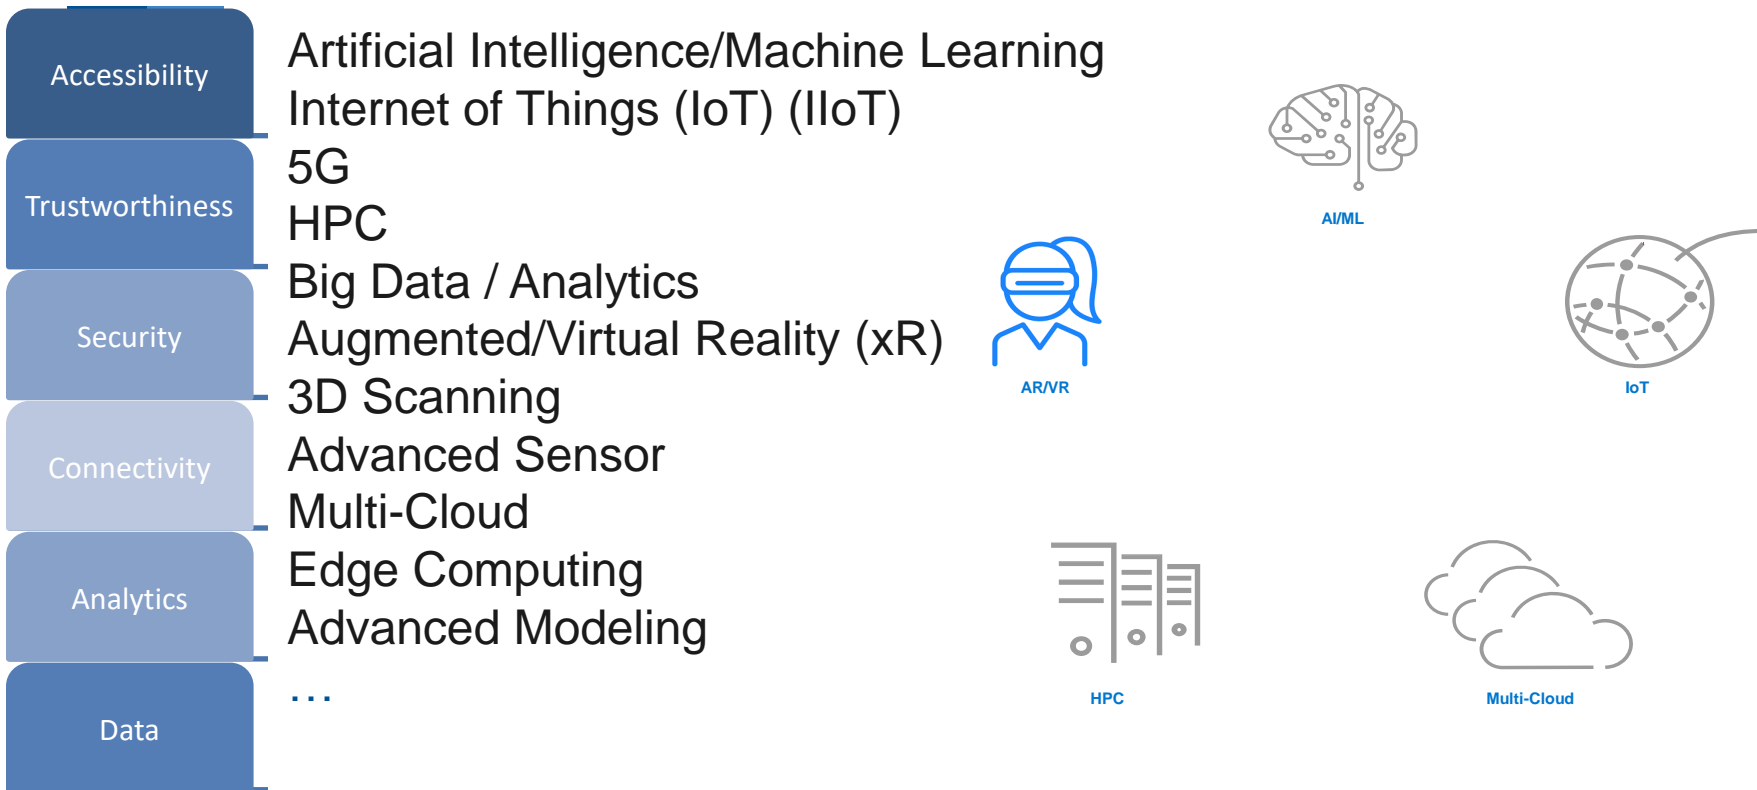 Accessibility
Trustworthiness
Security
Connectivity
Analytics
Data
Artificial Intelligence/Machine Learning
Internet of Things (IoT) (IIoT)
5G
HPC
Big Data / Analytics
Augmented/Virtual Reality (xR)
3D Scanning
Advanced Sensor
Multi-Cloud
Edge Computing
Advanced Modeling
…
AI/ML
AR/VR
IoT
HPC
Multi-Cloud